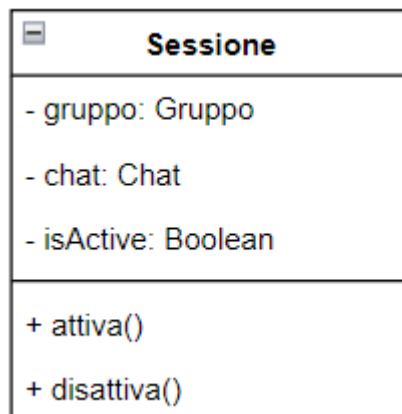 Sessione
- gruppo: Gruppo
- chat: Chat
- isActive: Boolean
+ attiva()
+ disattiva()